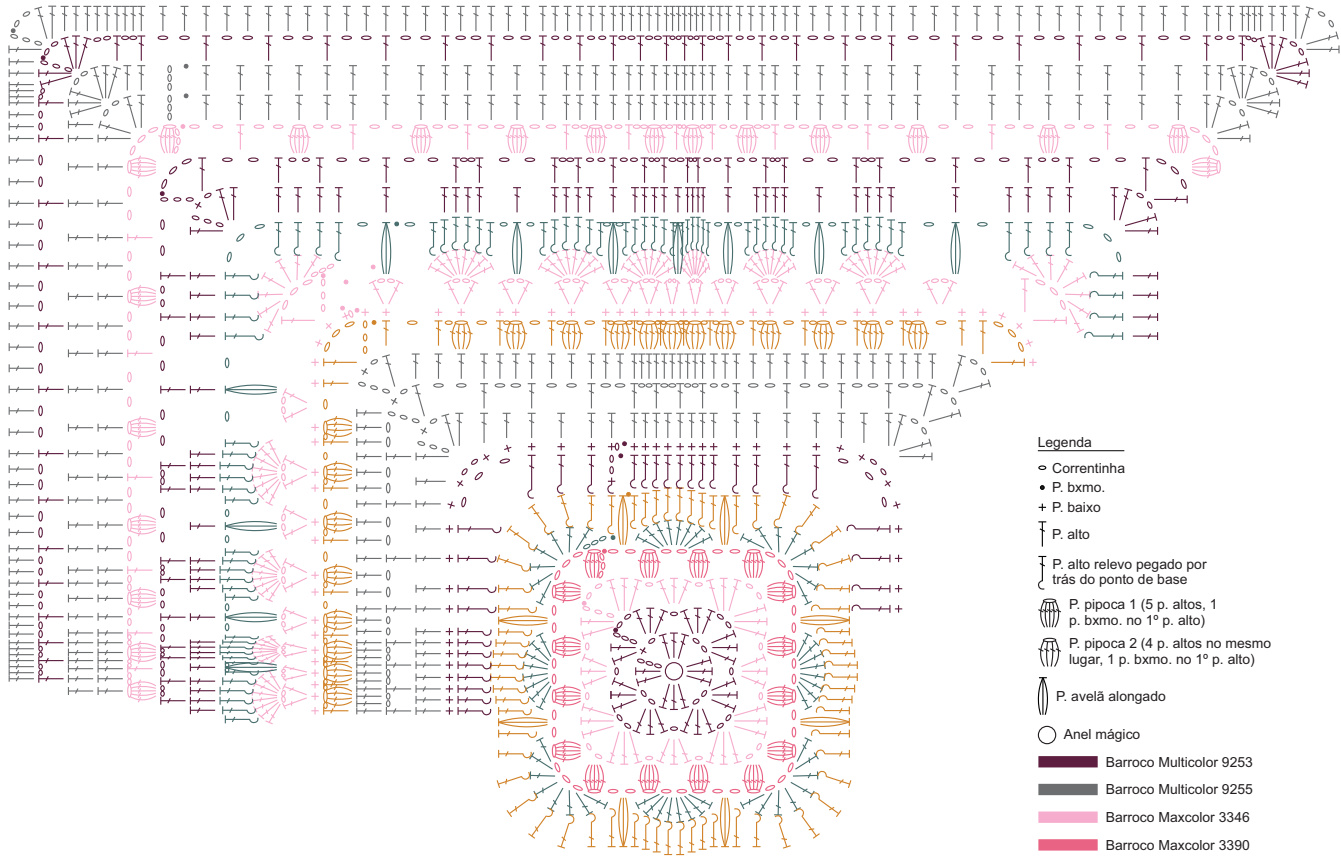 Legenda
Correntinha
P. bxmo.
P. baixo
P. alto
P. alto relevo pegado por
trás do ponto de base
P. pipoca 1 (5 p. altos, 1
p. bxmo. no 1º p. alto)
P. pipoca 2 (4 p. altos no mesmo
lugar, 1 p. bxmo. no 1º p. alto)
P. avelã alongado
Anel mágico
Barroco Multicolor 9253
Barroco Multicolor 9255
Barroco Maxcolor 3346
Barroco Maxcolor 3390